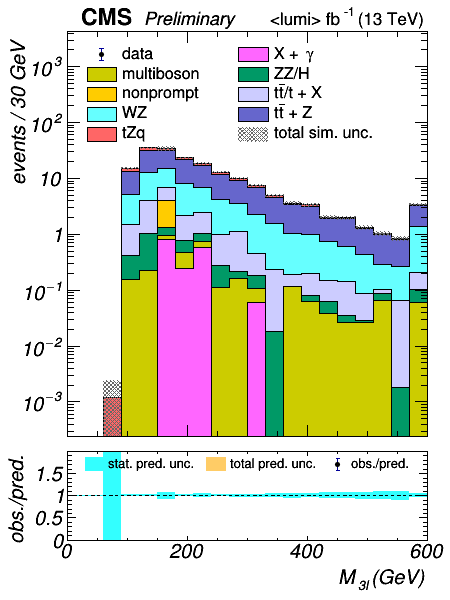 CMS Preliminary <lumi> fb⁻¹ (13 TeV)
events / 30 GeV
data
multiboson
nonprompt
WZ
tZq
X + γ
ZZ/H
tt̄/t + X
tt̄ + Z
total sim. unc.
10³
10²
10
1
10⁻¹
10⁻²
10⁻³
obs./pred.
stat. pred. unc. total pred. unc. obs./pred.
1.5
1
0.5
0
0 200 400 600
M₃ₗ (GeV)